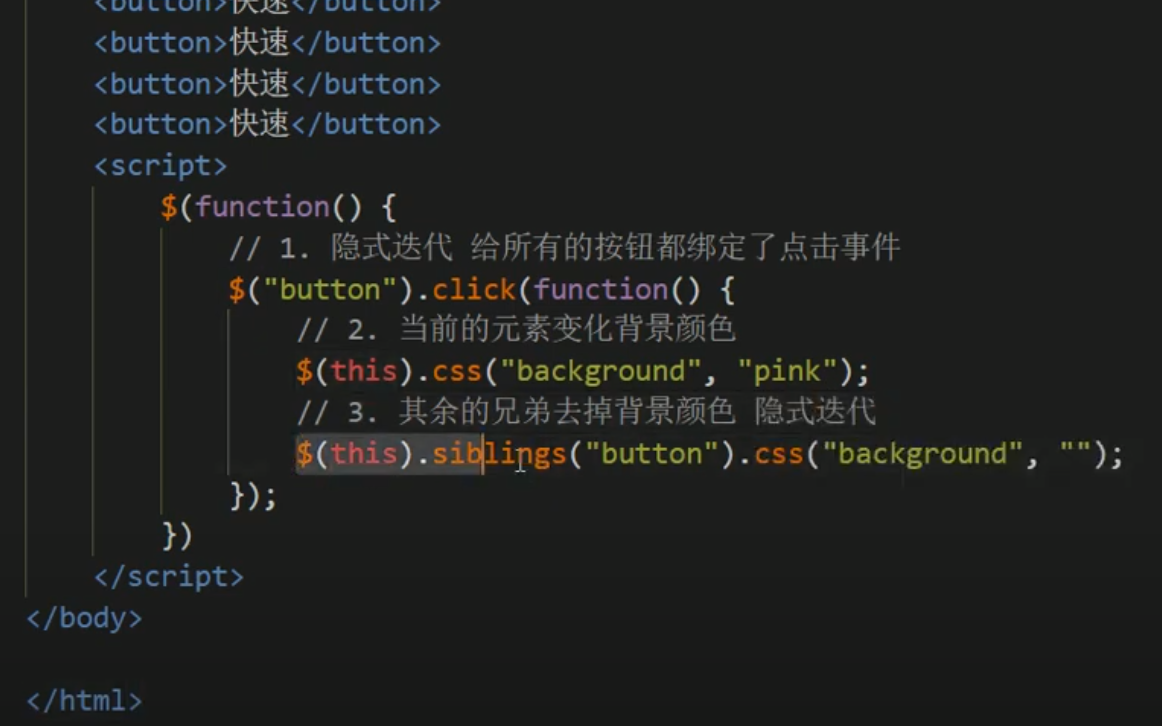 <button>快速</button>
<button>快速</button>
<button>快速</button>
<button>快速</button>
<script>
$(function() {
// 1. 隐式迭代 给所有的按钮都绑定了点击事件
$("button").click(function() {
// 2. 当前的元素变化背景颜色
$(this).css("background", "pink");
// 3. 其余的兄弟去掉背景颜色 隐式迭代
$(this).siblings("button").css("background", "");
});
})
</script>
</body>
</html>